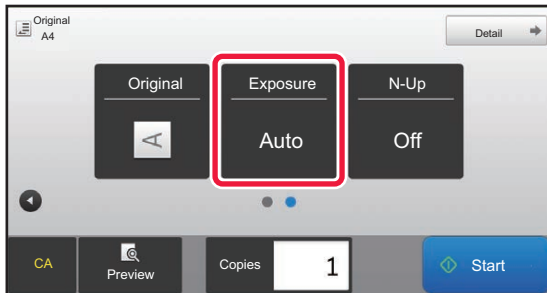 Original
A4
Detail
Original
Exposure
N-Up
A
Auto
Off
CA
Preview
Copies
1
Start